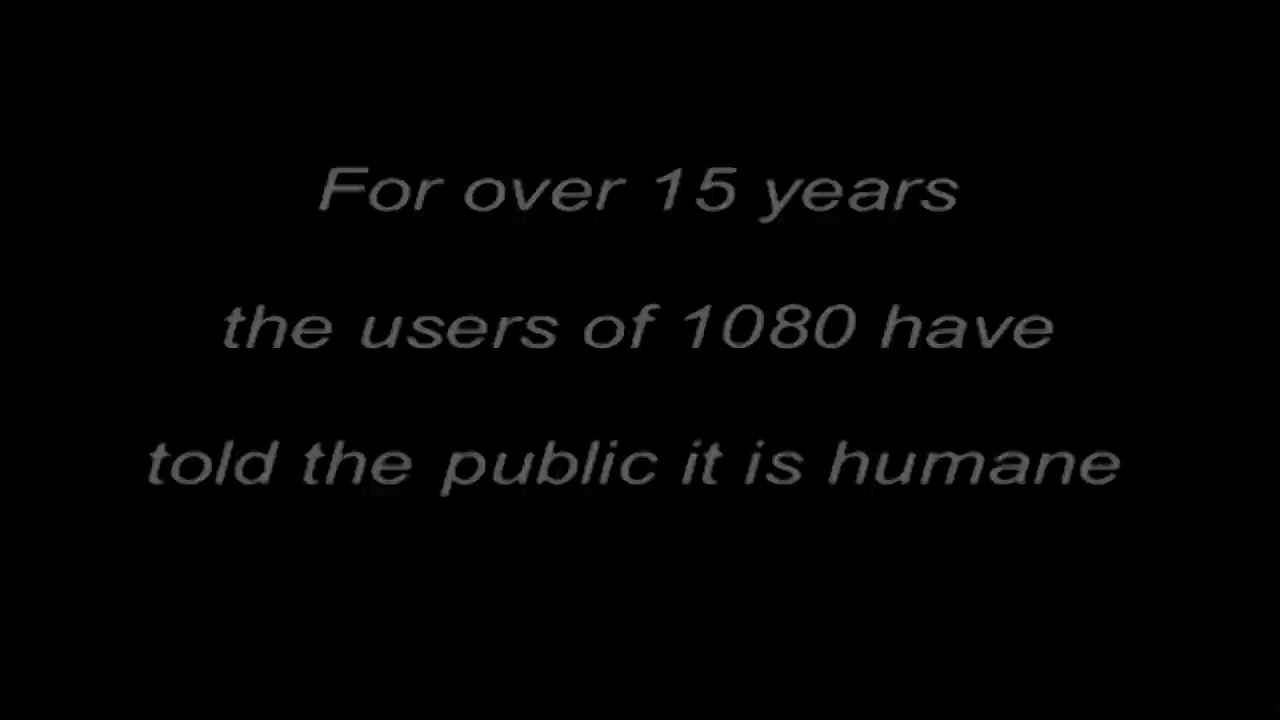 For over 15 years
the users of 1080 have
told the public it is humane